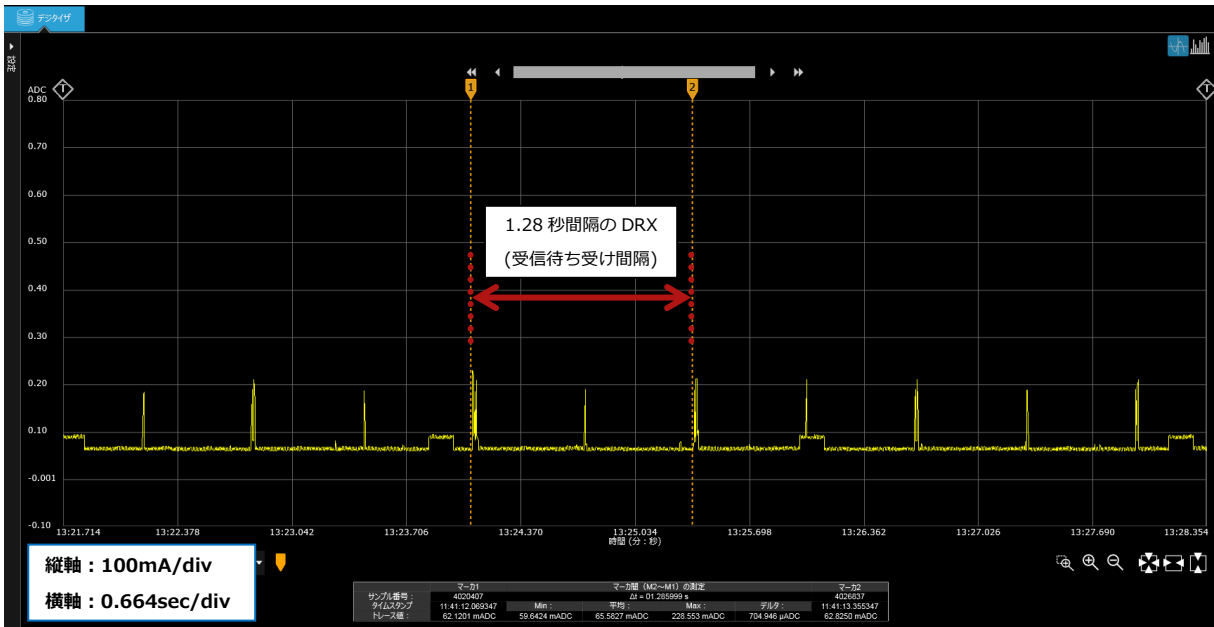 デジタイザ
設定
1
2
ADC
0.80
0.70
0.60
0.50
0.40
0.30
0.20
0.10
-0.001
-0.10
1.28 秒間隔の DRX
(受信待ち受け間隔)
13:21.714 13:22.378 13:23.042 13:23.706 13:24.370 13:25.034 13:25.698 13:26.362 13:27.026 13:27.690 13:28.354
時間 (分:秒)
縦軸:100mA/div
横軸:0.664sec/div
マーカ1 マーカ間 (M2~M1) の測定 マーカ2
サンプル番号: 4020407 Δt = 01.285999 s 4026837
タイムスタンプ 11:41:12.069347 Min: 平均: Max: デルタ: 11:41:13.355347
トレース値: 62.1201 mADC 59.6424 mADC 65.5827 mADC 228.553 mADC 704.946 µADC 62.8250 mADC